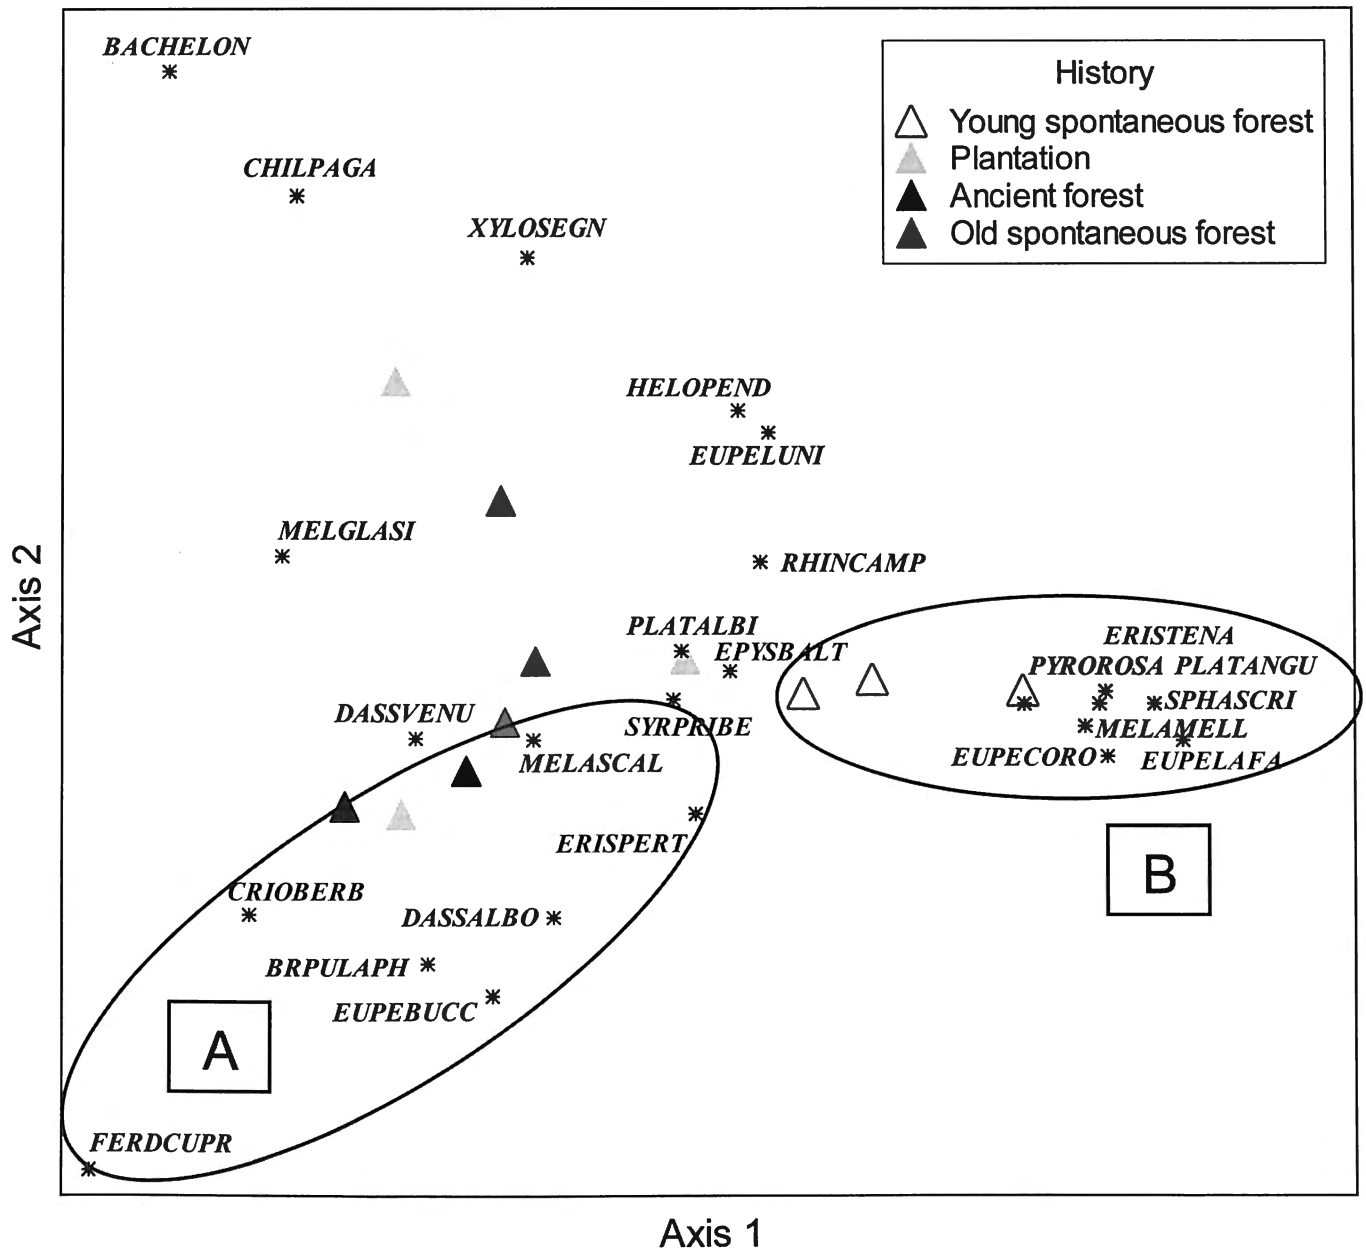 BACHELON
History
Young spontaneous forest
CHILPAGA
Plantation
Ancient forest
XYLOSEGN
Old spontaneous forest
HELOPEND
EUPELUNI
MELGLASI
RHINCAMP
Axis 2
PLATALBI
ERISTENA
EPYSBALT
PYROROSA PLATANGU
SPHASCRI
DASSVENU
SYRPRIBE
MELAMELL
MELASCAL
EUPECORO
EUPELAFA
ERISPERT
B
CRIOBERB
DASSALBO
BRPULAPH
EUPEBUCC
A
FERDCUPR
Axis 1